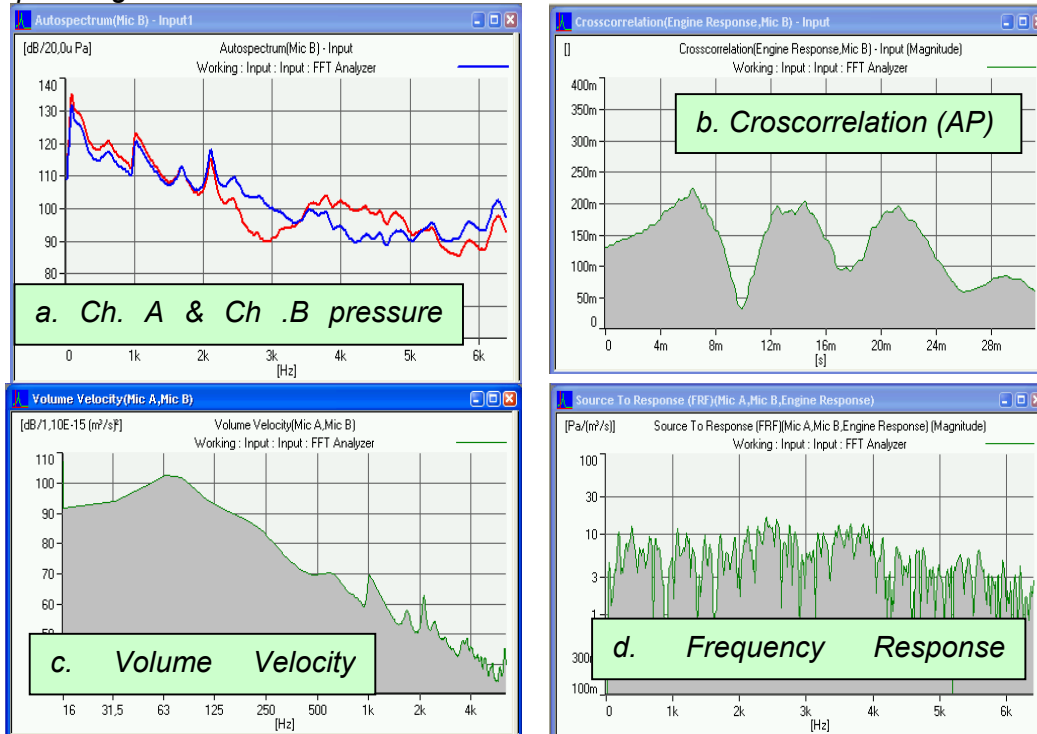 Autospectrum(Mic B) - Input1
[dB/20,0u Pa] Autospectrum(Mic B) - Input
Working : Input : Input : FFT Analyzer
140
130
120
110
100
90
80
a. Ch. A & Ch .B pressure
0 1k 2k 3k 4k 5k 6k
[Hz]
Crosscorrelation(Engine Response,Mic B) - Input
[] Crosscorrelation(Engine Response,Mic B) - Input (Magnitude)
Working : Input : Input : FFT Analyzer
400m
350m
300m
250m
200m
150m
100m
50m
0
b. Croscorrelation (AP)
0 4m 8m 12m 16m 20m 24m 28m
[s]
Volume Velocity(Mic A,Mic B)
[dB/1,10E-15 (m³/s)²] Volume Velocity(Mic A,Mic B)
Working : Input : Input : FFT Analyzer
110
100
90
80
70
60
c. Volume Velocity
16 31,5 63 125 250 500 1k 2k 4k
[Hz]
Source To Response (FRF)(Mic A,Mic B,Engine Response)
[Pa/(m³/s)] Source To Response (FRF)(Mic A,Mic B,Engine Response) (Magnitude)
Working : Input : Input : FFT Analyzer
100
30
10
3
1
d. Frequency Response
100m
0 1k 2k 3k 4k 5k 6k
[Hz]